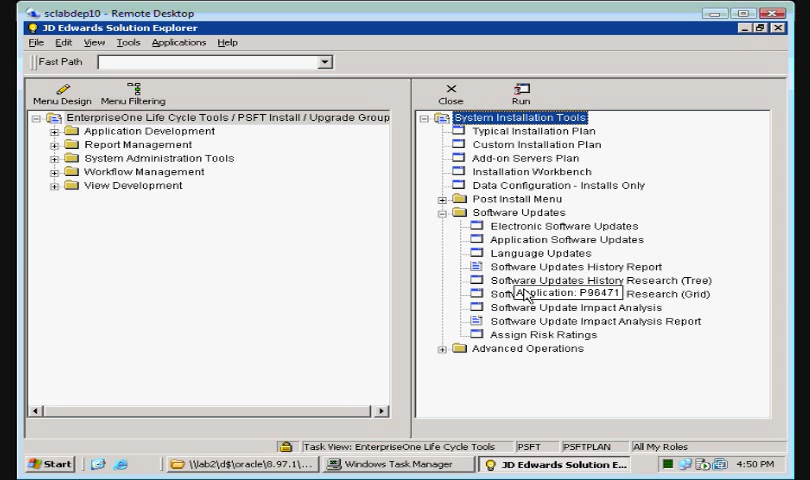 sclabdep10 - Remote Desktop
JD Edwards Solution Explorer
File Edit View Tools Applications Help
Fast Path
Menu Design Menu Filtering
Close Run
EnterpriseOne Life Cycle Tools / PSFT Install / Upgrade Group
Application Development
Report Management
System Administration Tools
Workflow Management
View Development
System Installation Tools
Typical Installation Plan
Custom Installation Plan
Add-on Servers Plan
Installation Workbench
Data Configuration - Installs Only
Post Install Menu
Software Updates
Electronic Software Updates
Application Software Updates
Language Updates
Software Updates History Report
Software Updates History Research (Tree)
Application: P96471 Research (Grid)
Software Update Impact Analysis
Software Update Impact Analysis Report
Assign Risk Ratings
Advanced Operations
Task View: EnterpriseOne Life Cycle Tools PSFT PSFTPLAN All My Roles
Start \\lab2\d$\oracle\8.97.1\... Windows Task Manager JD Edwards Solution E... 4:50 PM